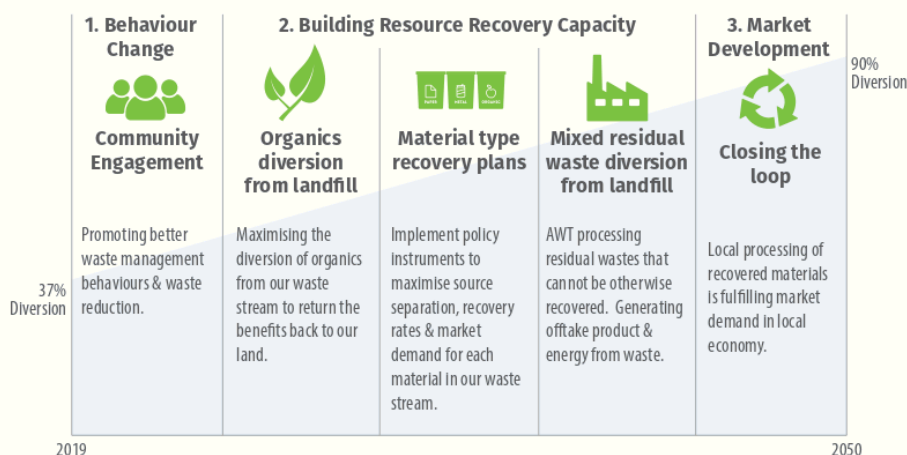 1. Behaviour
Change
2. Building Resource Recovery Capacity
3. Market
Development
90%
Diversion
PAPER
METAL
ORGANIC
Community
Engagement
Organics
diversion
from landfill
Material type
recovery plans
Mixed residual
waste diversion
from landfill
Closing the
loop
Promoting better
waste management
behaviours & waste
reduction.
Maximising the
diversion of organics
from our waste
stream to return the
benefits back to our
land.
Implement policy
instruments to
maximise source
separation, recovery
rates & market
demand for each
material in our waste
stream.
AWT processing
residual wastes that
cannot be otherwise
recovered.  Generating
offtake product &
energy from waste.
Local processing of
recovered materials
is fulfilling market
demand in local
economy.
37%
Diversion
2019
2050